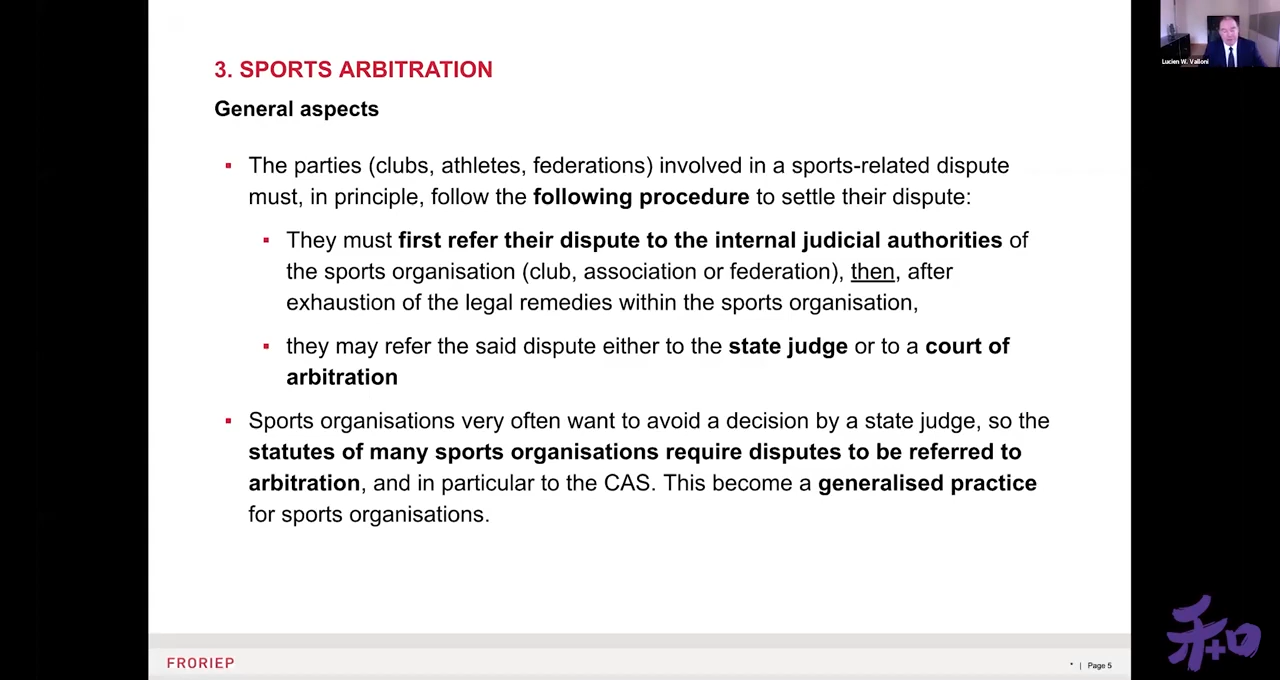 3. SPORTS ARBITRATION
General aspects
▪ The parties (clubs, athletes, federations) involved in a sports-related dispute
must, in principle, follow the following procedure to settle their dispute:
▪ They must first refer their dispute to the internal judicial authorities of
the sports organisation (club, association or federation), then, after
exhaustion of the legal remedies within the sports organisation,
▪ they may refer the said dispute either to the state judge or to a court of
arbitration
▪ Sports organisations very often want to avoid a decision by a state judge, so the
statutes of many sports organisations require disputes to be referred to
arbitration, and in particular to the CAS. This become a generalised practice
for sports organisations.
FRORIEP
* | Page 5
Lucien W. Valloni
和